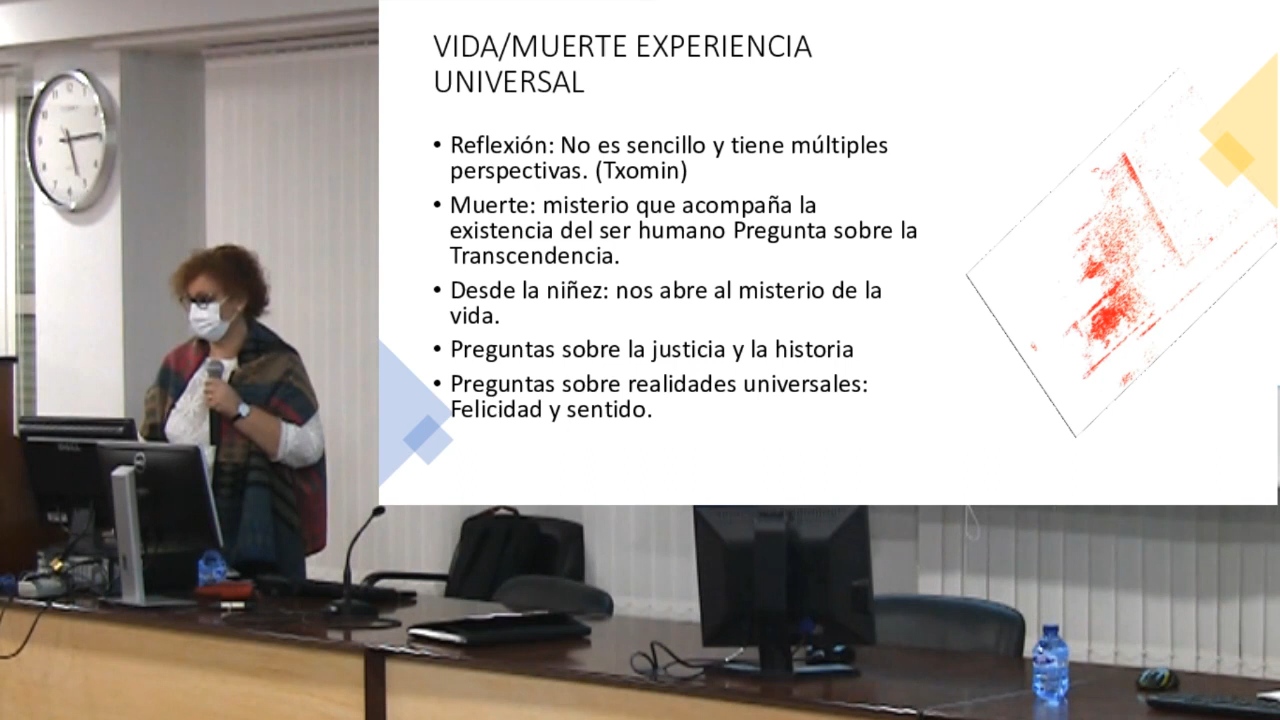 VIDA/MUERTE EXPERIENCIA
UNIVERSAL
• Reflexión: No es sencillo y tiene múltiples
perspectivas. (Txomin)
• Muerte: misterio que acompaña la
existencia del ser humano Pregunta sobre la
Transcendencia.
• Desde la niñez: nos abre al misterio de la
vida.
• Preguntas sobre la justicia y la historia
• Preguntas sobre realidades universales:
Felicidad y sentido.
DELL